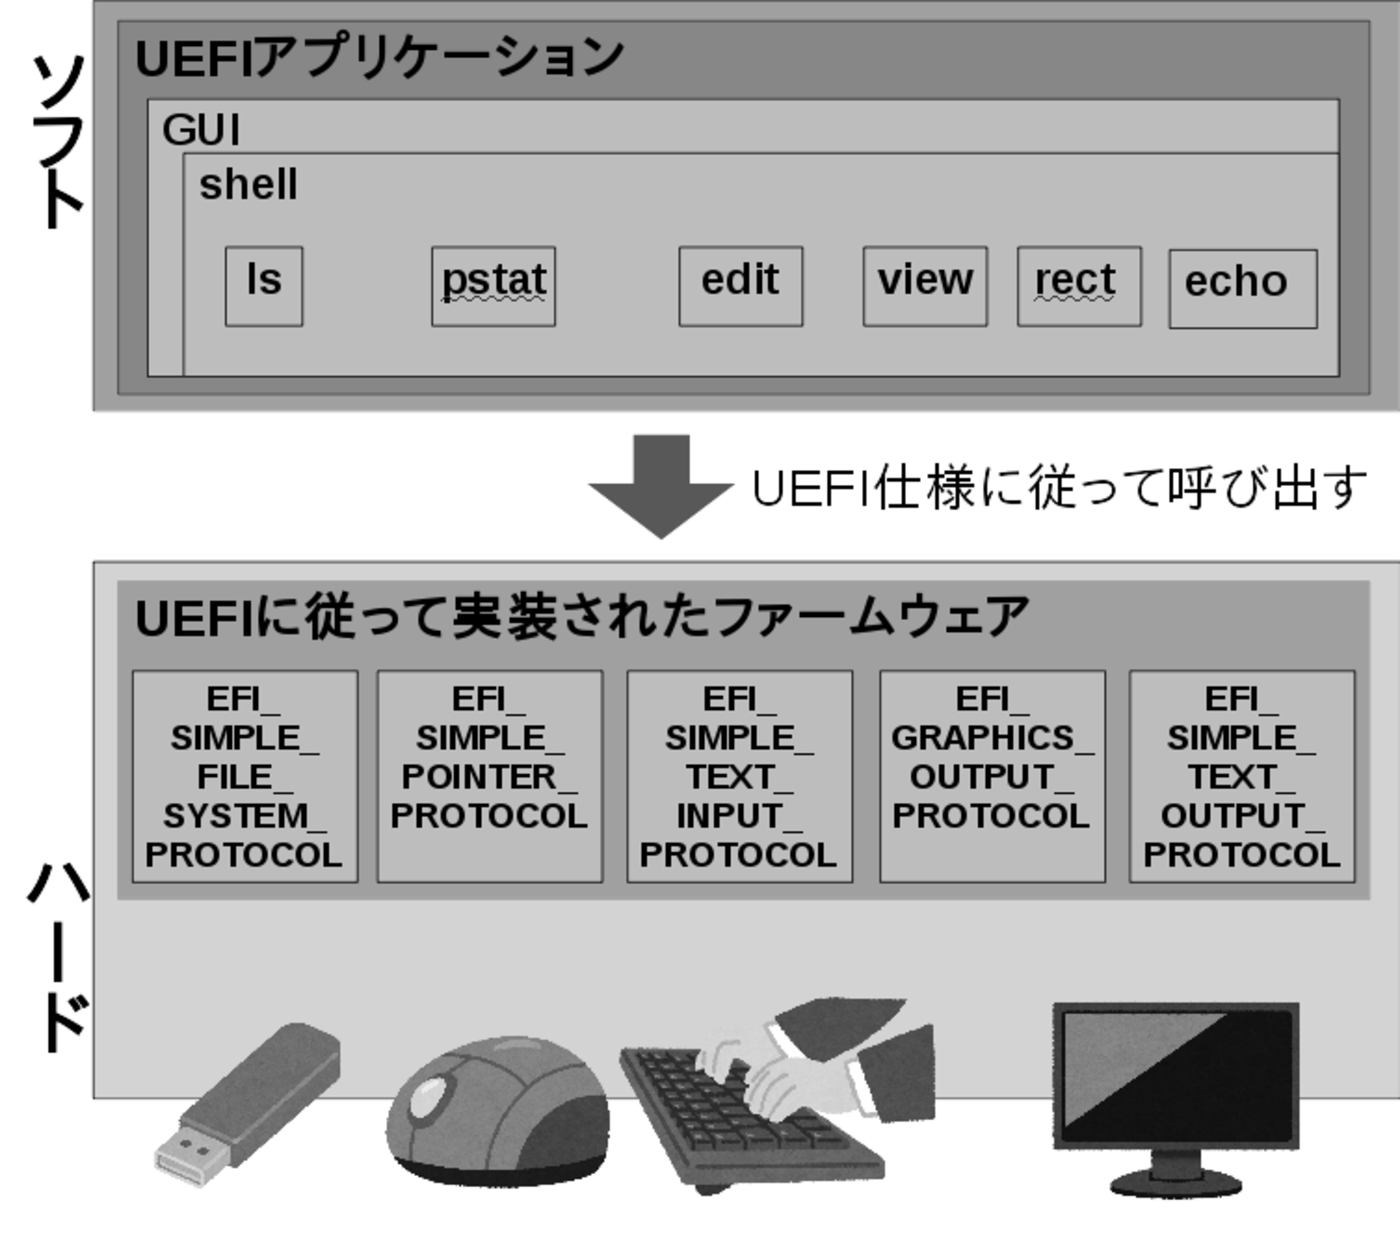 ソフト
UEFIアプリケーション
GUI
shell
ls
pstat
edit
view
rect
echo
UEFI仕様に従って呼び出す
ハード
UEFIに従って実装されたファームウェア
EFI_
SIMPLE_
FILE_
SYSTEM_
PROTOCOL
EFI_
SIMPLE_
POINTER_
PROTOCOL
EFI_
SIMPLE_
TEXT_
INPUT_
PROTOCOL
EFI_
GRAPHICS_
OUTPUT_
PROTOCOL
EFI_
SIMPLE_
TEXT_
OUTPUT_
PROTOCOL